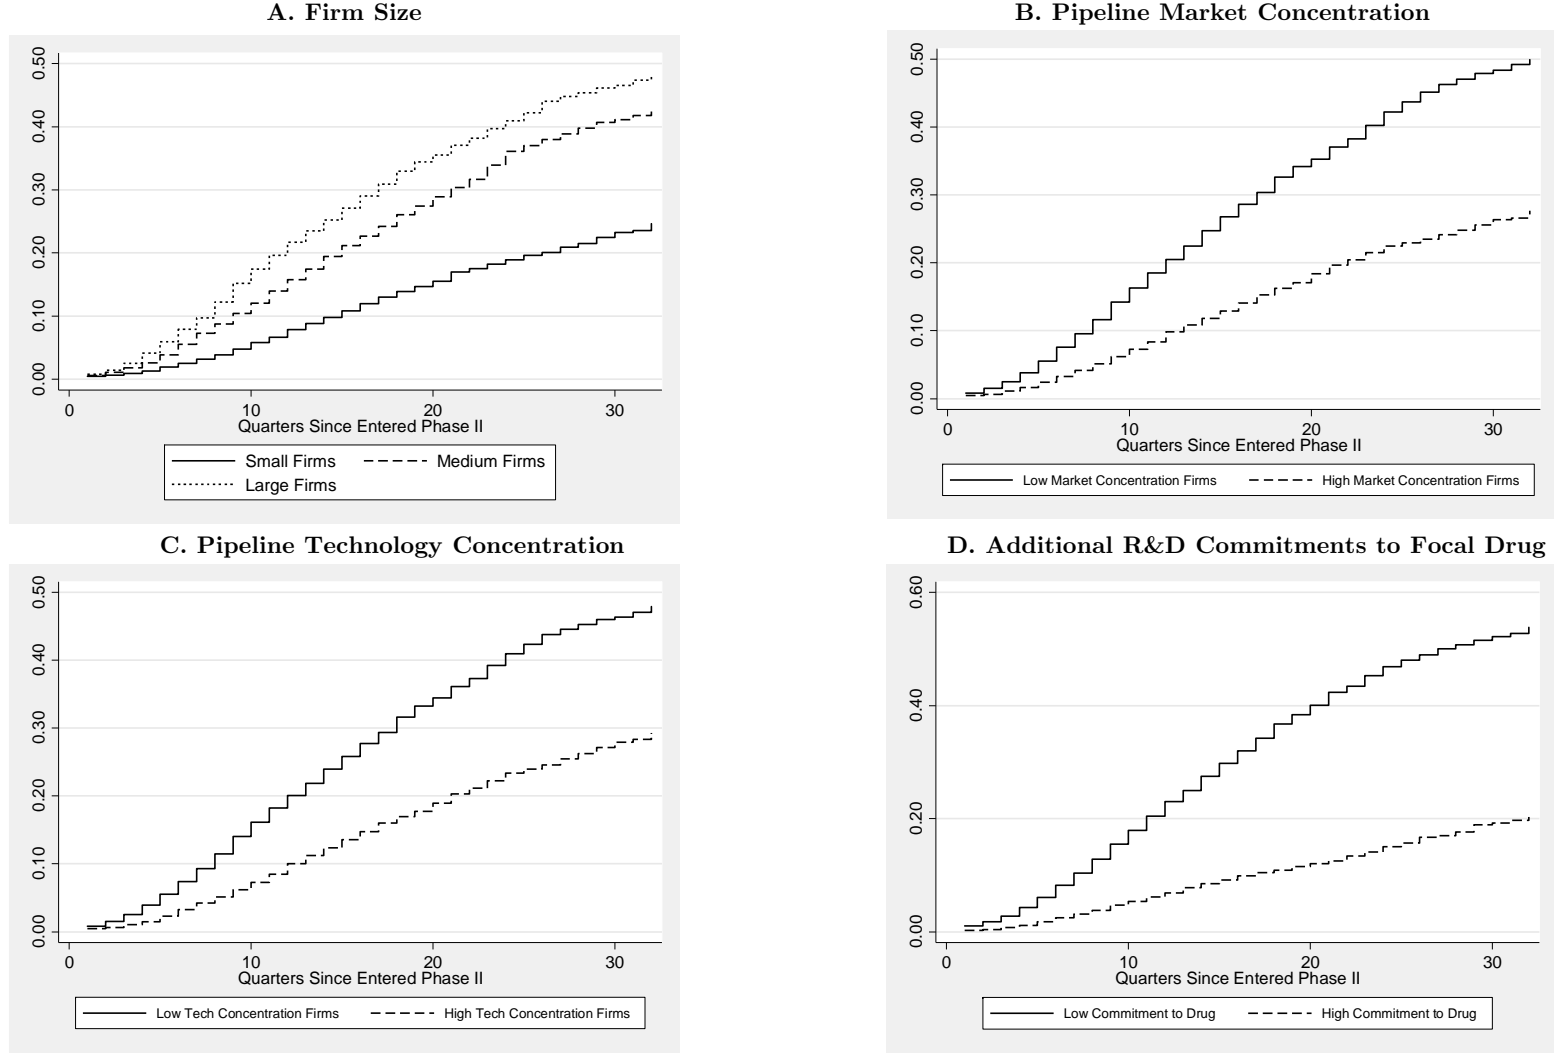 A. Firm Size
0.50
0.40
0.30
0.20
0.10
0.00
0 10 20 30
Quarters Since Entered Phase II
Small Firms Medium Firms
Large Firms
B. Pipeline Market Concentration
0.50
0.40
0.30
0.20
0.10
0.00
0 10 20 30
Quarters Since Entered Phase II
Low Market Concentration Firms High Market Concentration Firms
C. Pipeline Technology Concentration
0.50
0.40
0.30
0.20
0.10
0.00
0 10 20 30
Quarters Since Entered Phase II
Low Tech Concentration Firms High Tech Concentration Firms
D. Additional R&D Commitments to Focal Drug
0.60
0.40
0.20
0.00
0 10 20 30
Quarters Since Entered Phase II
Low Commitment to Drug High Commitment to Drug